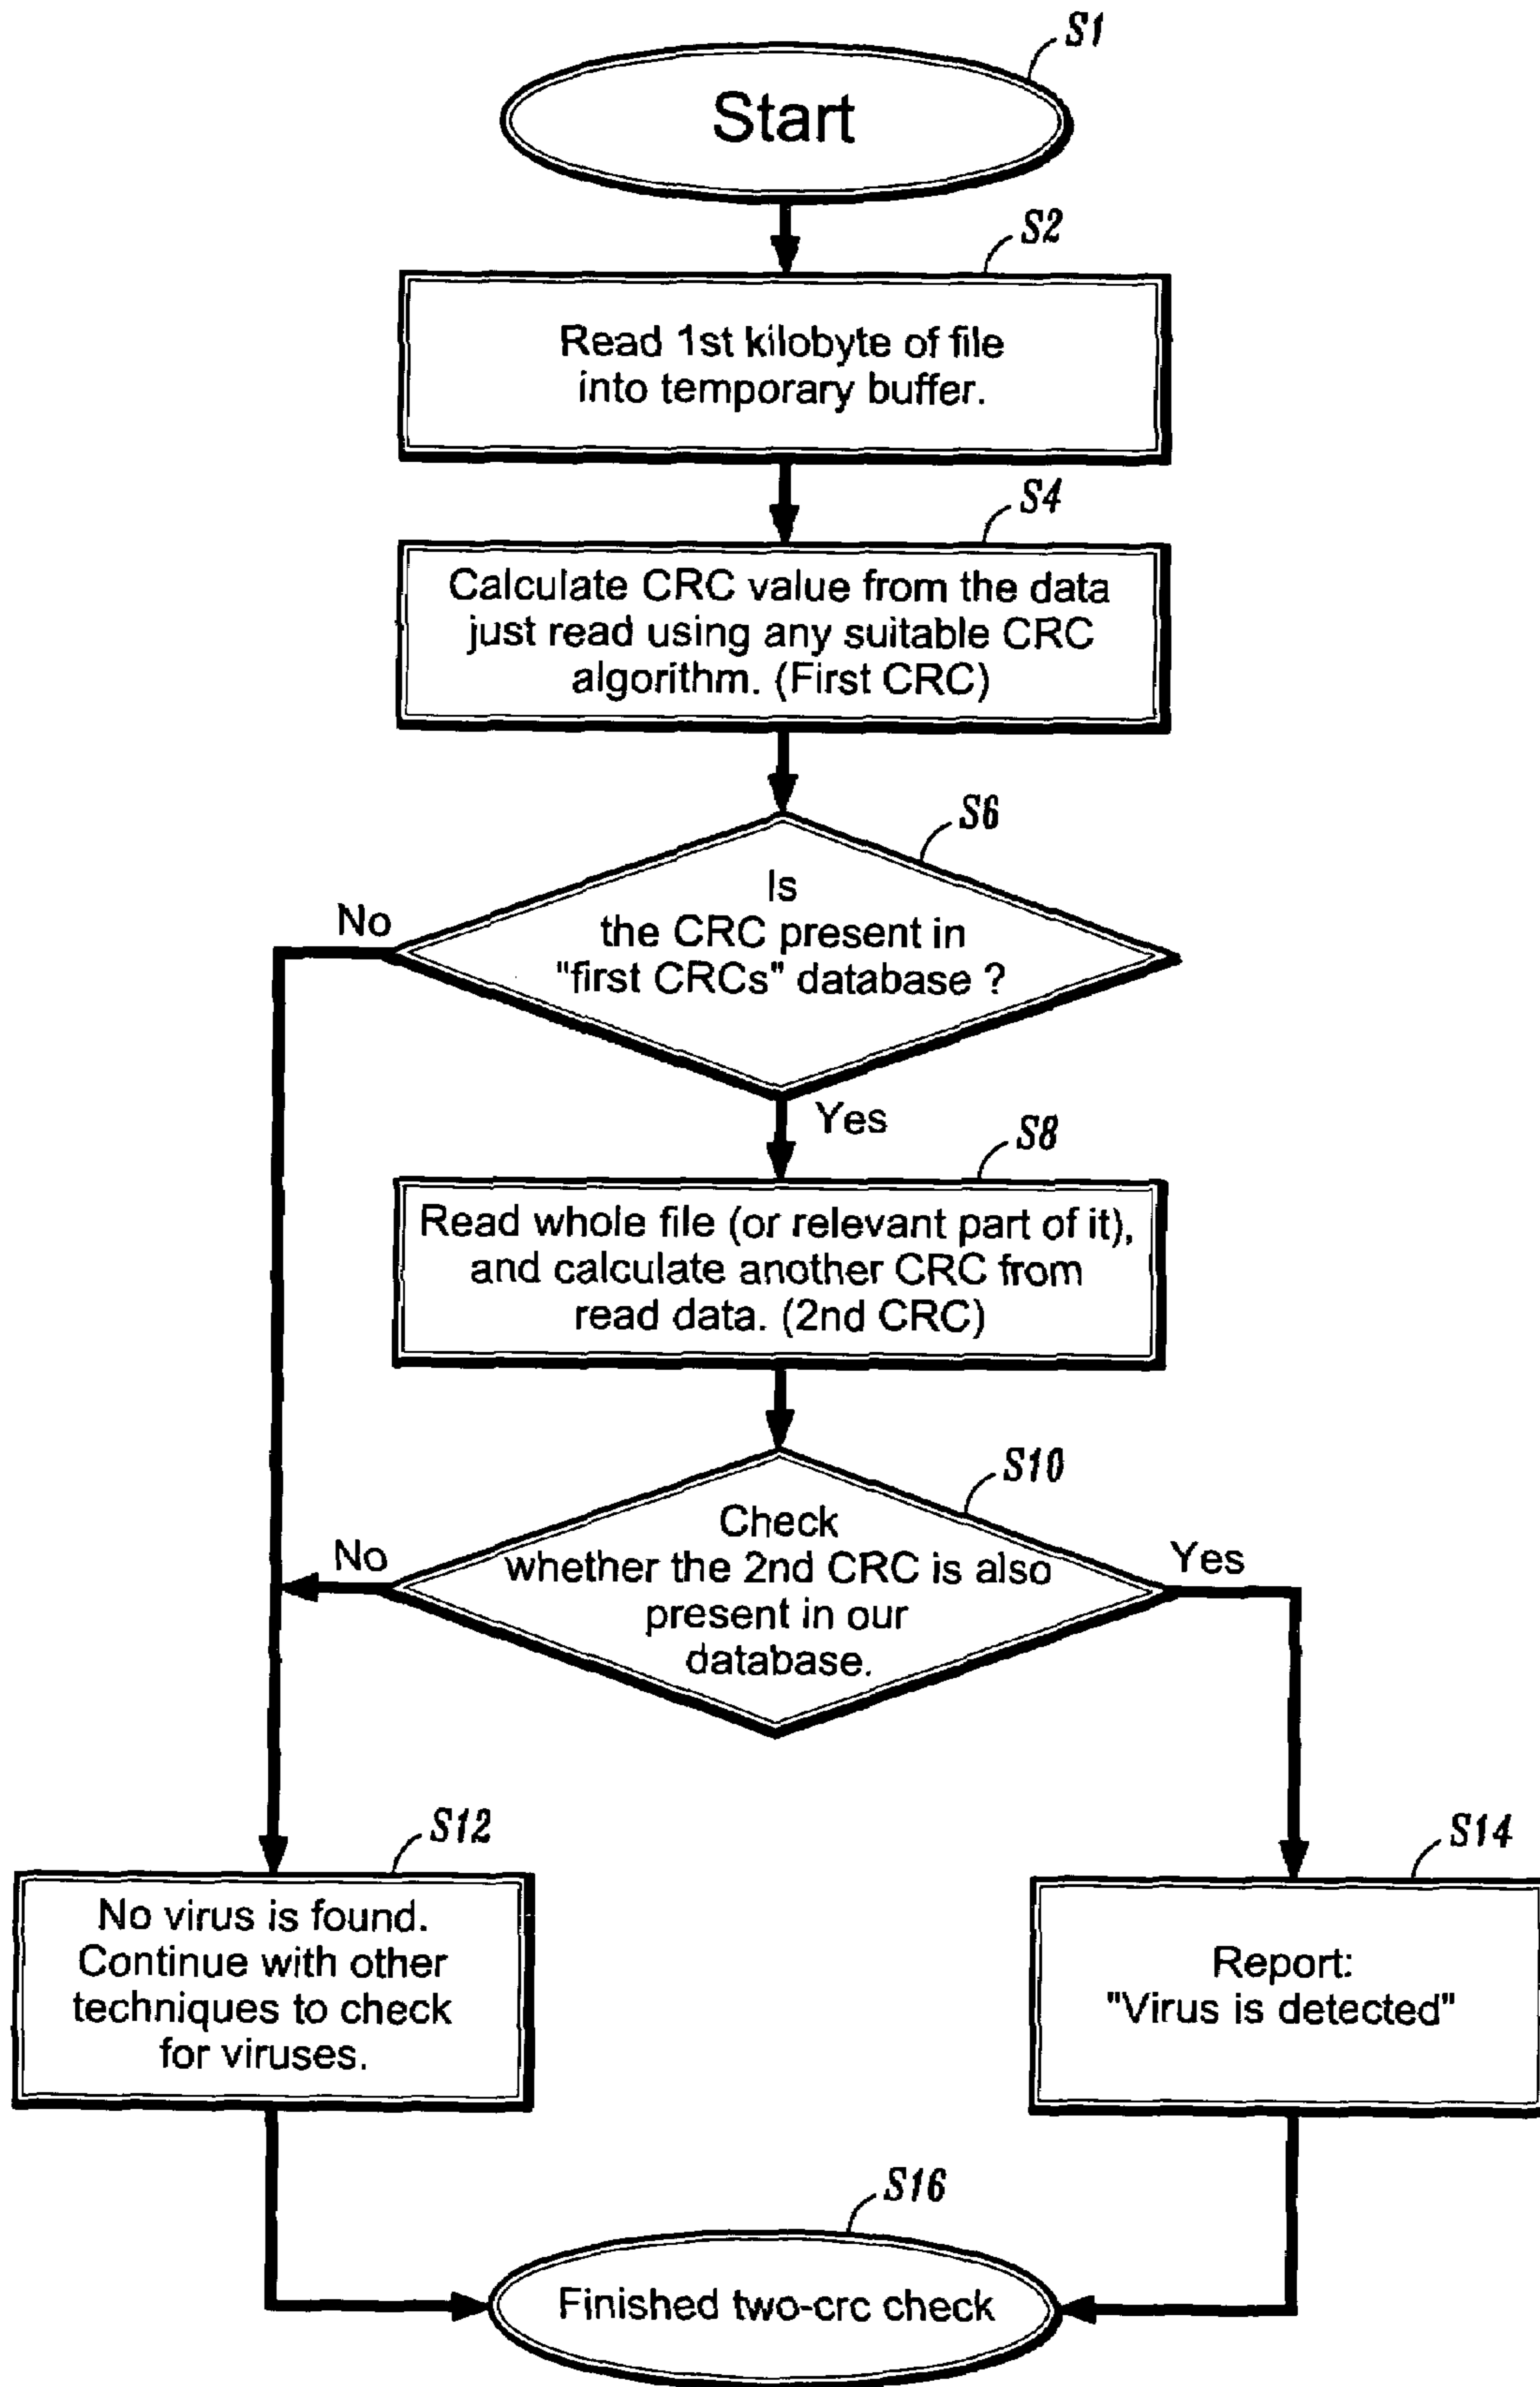 S1
Start
S2
Read 1st kilobyte of file
into temporary buffer.
S4
Calculate CRC value from the data
just read using any suitable CRC
algorithm. (First CRC)
S6
Is
the CRC present in
"first CRCs" database ?
No
Yes
S8
Read whole file (or relevant part of it),
and calculate another CRC from
read data. (2nd CRC)
S10
Check
whether the 2nd CRC is also
present in our
database.
No
Yes
S12
No virus is found.
Continue with other
techniques to check
for viruses.
S14
Report:
"Virus is detected"
S16
Finished two-crc check